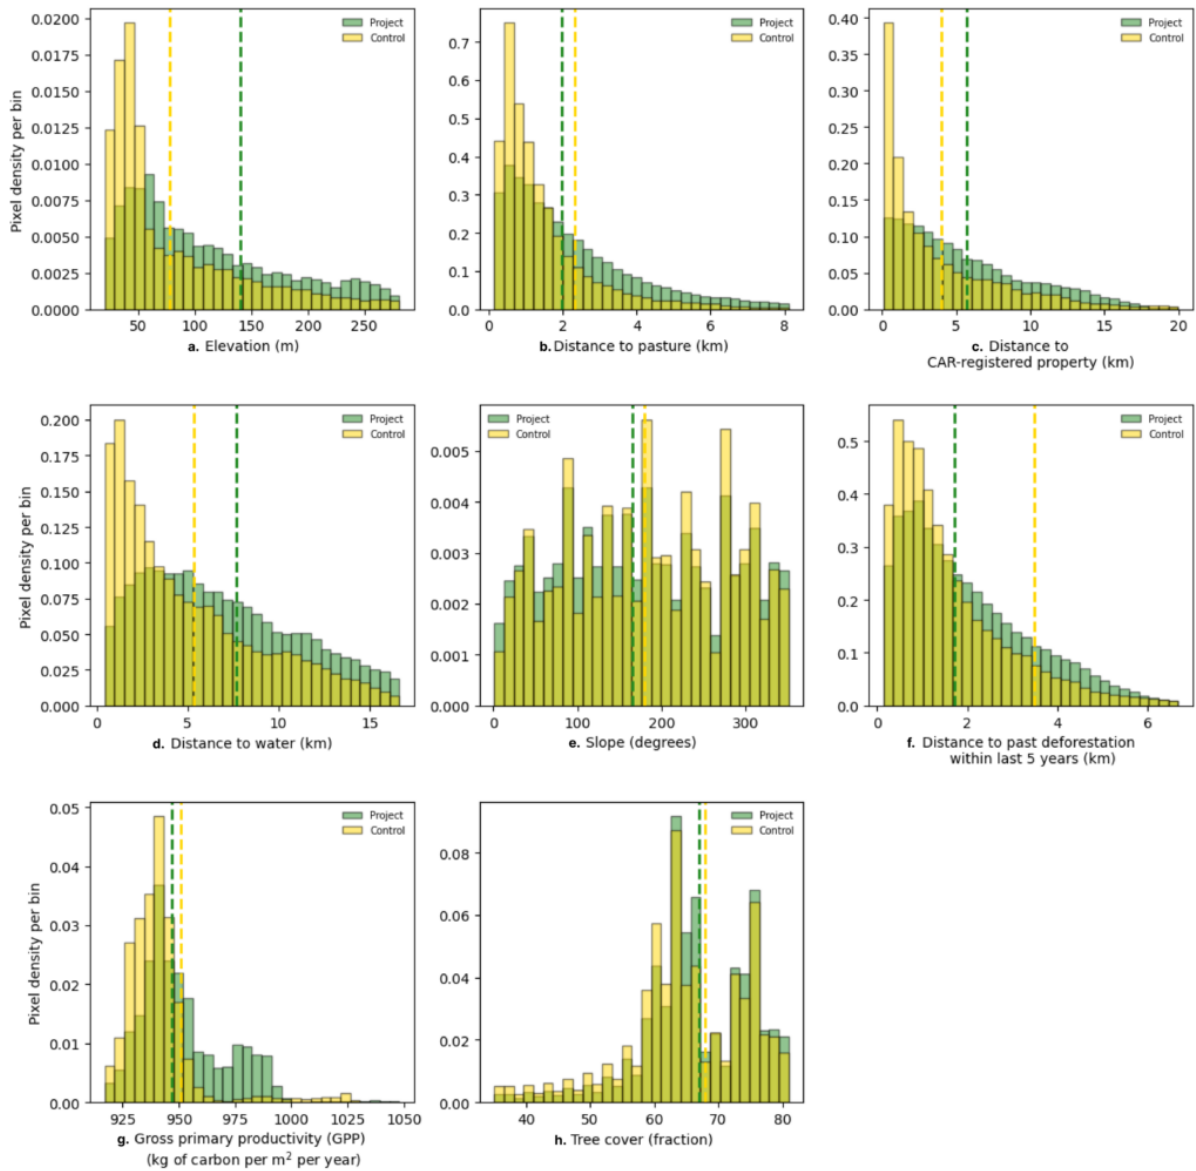 Pixel density per bin
0.0200
0.0175
0.0150
0.0125
0.0100
0.0075
0.0050
0.0025
0.0000
50 100 150 200 250
Project
Control
a. Elevation (m)
0.7
0.6
0.5
0.4
0.3
0.2
0.1
0.0
0 2 4 6 8
Project
Control
b. Distance to pasture (km)
0.40
0.35
0.30
0.25
0.20
0.15
0.10
0.05
0.00
0 5 10 15 20
Project
Control
c. Distance to
CAR-registered property (km)
Pixel density per bin
0.200
0.175
0.150
0.125
0.100
0.075
0.050
0.025
0.000
0 5 10 15
Project
Control
d. Distance to water (km)
0.005
0.004
0.003
0.002
0.001
0.000
0 100 200 300
Project
Control
e. Slope (degrees)
0.5
0.4
0.3
0.2
0.1
0.0
0 2 4 6
Project
Control
f. Distance to past deforestation
within last 5 years (km)
Pixel density per bin
0.05
0.04
0.03
0.02
0.01
0.00
925 950 975 1000 1025 1050
Project
Control
g. Gross primary productivity (GPP)
(kg of carbon per m² per year)
0.08
0.06
0.04
0.02
0.00
40 50 60 70 80
Project
Control
h. Tree cover (fraction)